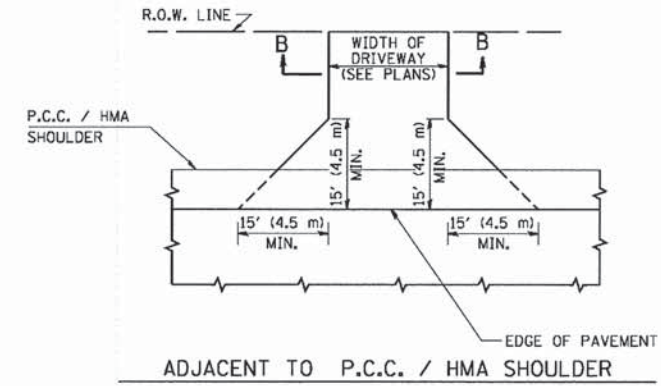 R.O.W. LINE
B
WIDTH OF
DRIVEWAY
(SEE PLANS)
B
P.C.C. / HMA
SHOULDER
15' (4.5 m)
MIN.
15' (4.5 m)
MIN.
15' (4.5 m)
MIN.
15' (4.5 m)
MIN.
EDGE OF PAVEMENT
ADJACENT TO P.C.C. / HMA SHOULDER